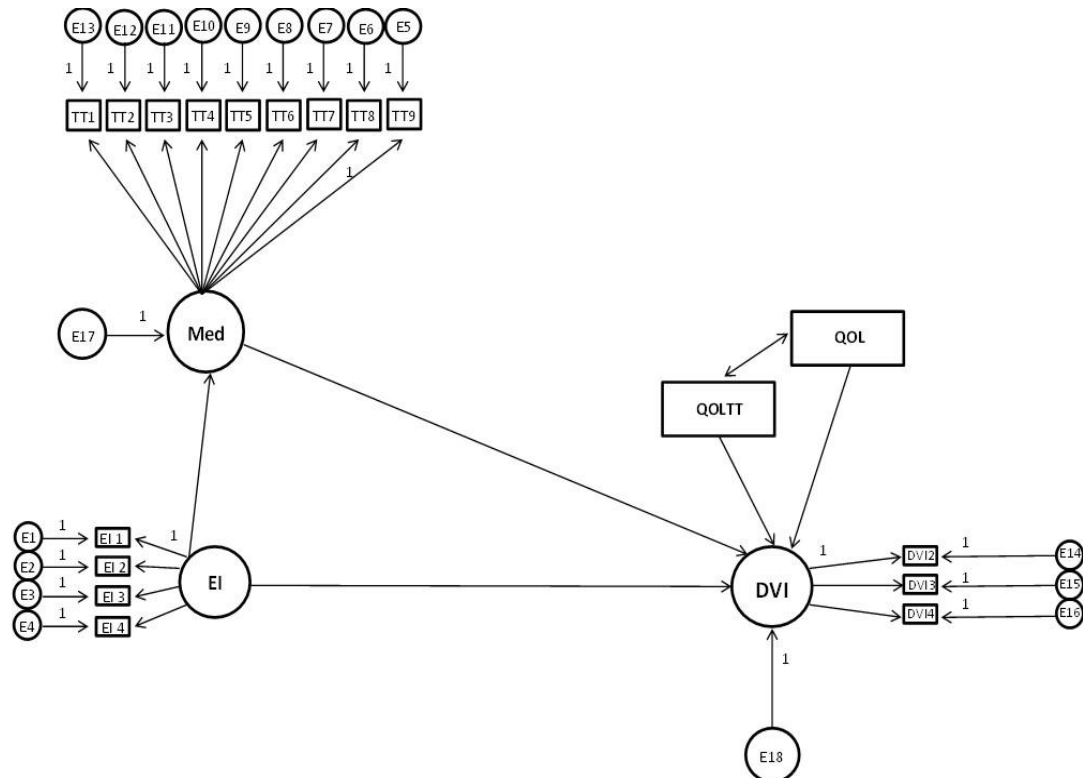 E13 E12 E11 E10 E9 E8 E7 E6 E5
1 1 1 1 1 1 1 1 1
TT1 TT2 TT3 TT4 TT5 TT6 TT7 TT8 TT9
1
E17
1
Med
QOL
QOLTT
E1
1
EI 1
1
E2
1
EI 2
E3
1
EI 3
E4
1
EI 4
EI
DVI
1
DVI2
1
E14
DVI3
1
E15
DVI4
1
E16
1
E18